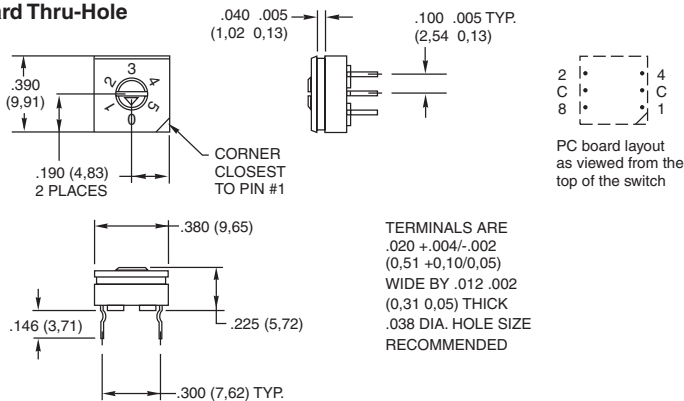 ard Thru-Hole
.040 .005
(1,02 0,13)
.100 .005 TYP.
(2,54 0,13)
.390
(9,91)
0
1
2
3
4
5
.190 (4,83)
2 PLACES
CORNER
CLOSEST
TO PIN #1
2 4
C C
8 1
PC board layout
as viewed from the
top of the switch
.380 (9,65)
.146 (3,71)
.225 (5,72)
.300 (7,62) TYP.
TERMINALS ARE
.020 +.004/-.002
(0,51 +0,10/0,05)
WIDE BY .012 .002
(0,31 0,05) THICK
.038 DIA. HOLE SIZE
RECOMMENDED